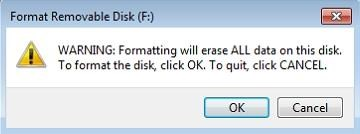 Format Removable Disk (F:)
WARNING: Formatting will erase ALL data on this disk.
To format the disk, click OK. To quit, click CANCEL.
OK Cancel